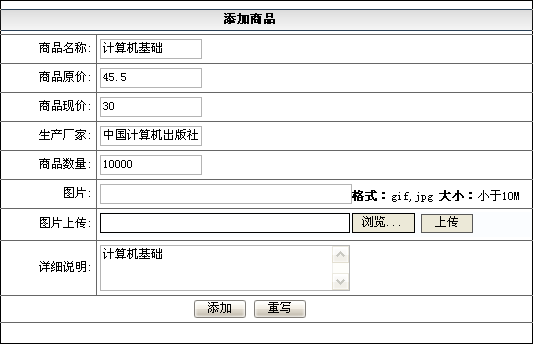 添加商品
商品名称: 计算机基础
商品原价: 45.5
商品现价: 30
生产厂家: 中国计算机出版社
商品数量: 10000
图片: 格式：gif,jpg 大小：小于10M
图片上传: 浏览... 上传
详细说明: 计算机基础
添加 重写